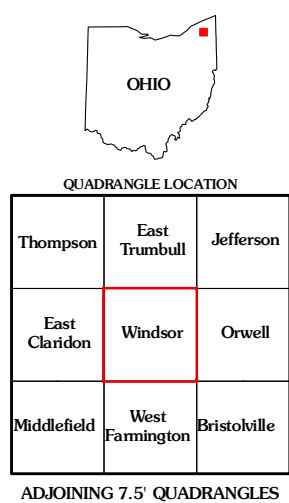 OHIO
QUADRANGLE LOCATION
Thompson
East
Trumbull
Jefferson
East
Claridon
Windsor
Orwell
Middlefield
West
Farmington
Bristolville
ADJOINING 7.5' QUADRANGLES